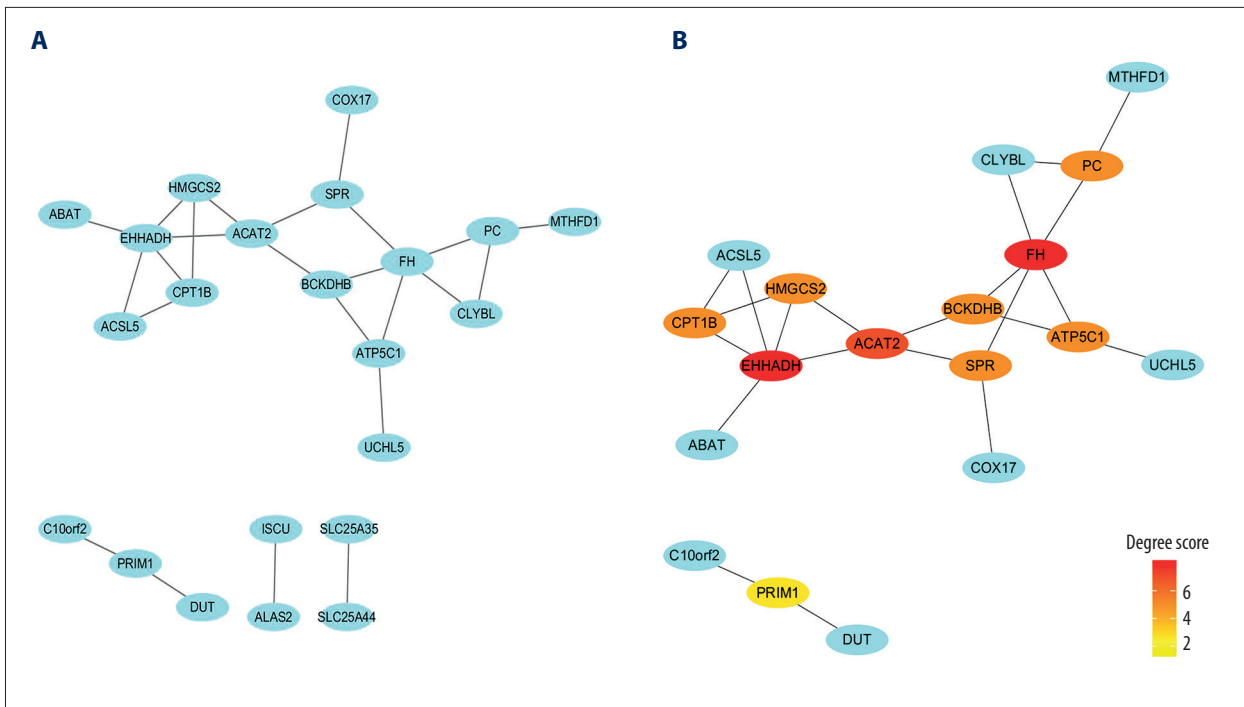 A
COX17
HMGCS2
SPR
ABAT
EHHADH
ACAT2
PC
MTHFD1
FH
CPT1B
BCKDHB
CLYBL
ACSL5
ATP5C1
UCHL5
C10orf2
PRIM1
DUT
ISCU
ALAS2
SLC25A35
SLC25A44
B
MTHFD1
CLYBL
PC
ACSL5
FH
HMGCS2
CPT1B
BCKDHB
ACAT2
ATP5C1
EHHADH
SPR
UCHL5
ABAT
COX17
C10orf2
PRIM1
DUT
Degree score
6
4
2